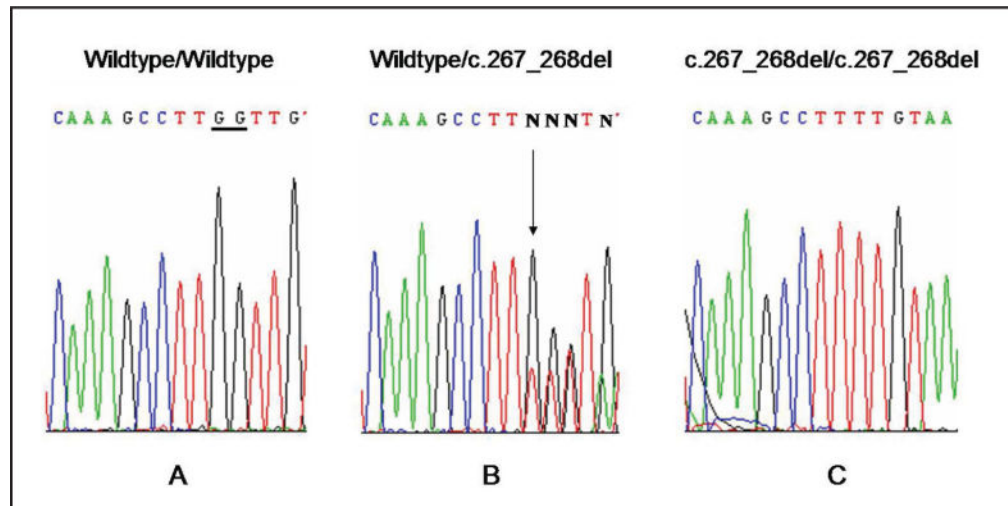 Wildtype/Wildtype
CAAAGCCTTGGTTG
Wildtype/c.267_268del
CAAAGCCTTNNNTN
c.267_268del/c.267_268del
CAAAGCCTTTTGTAA
A
B
C